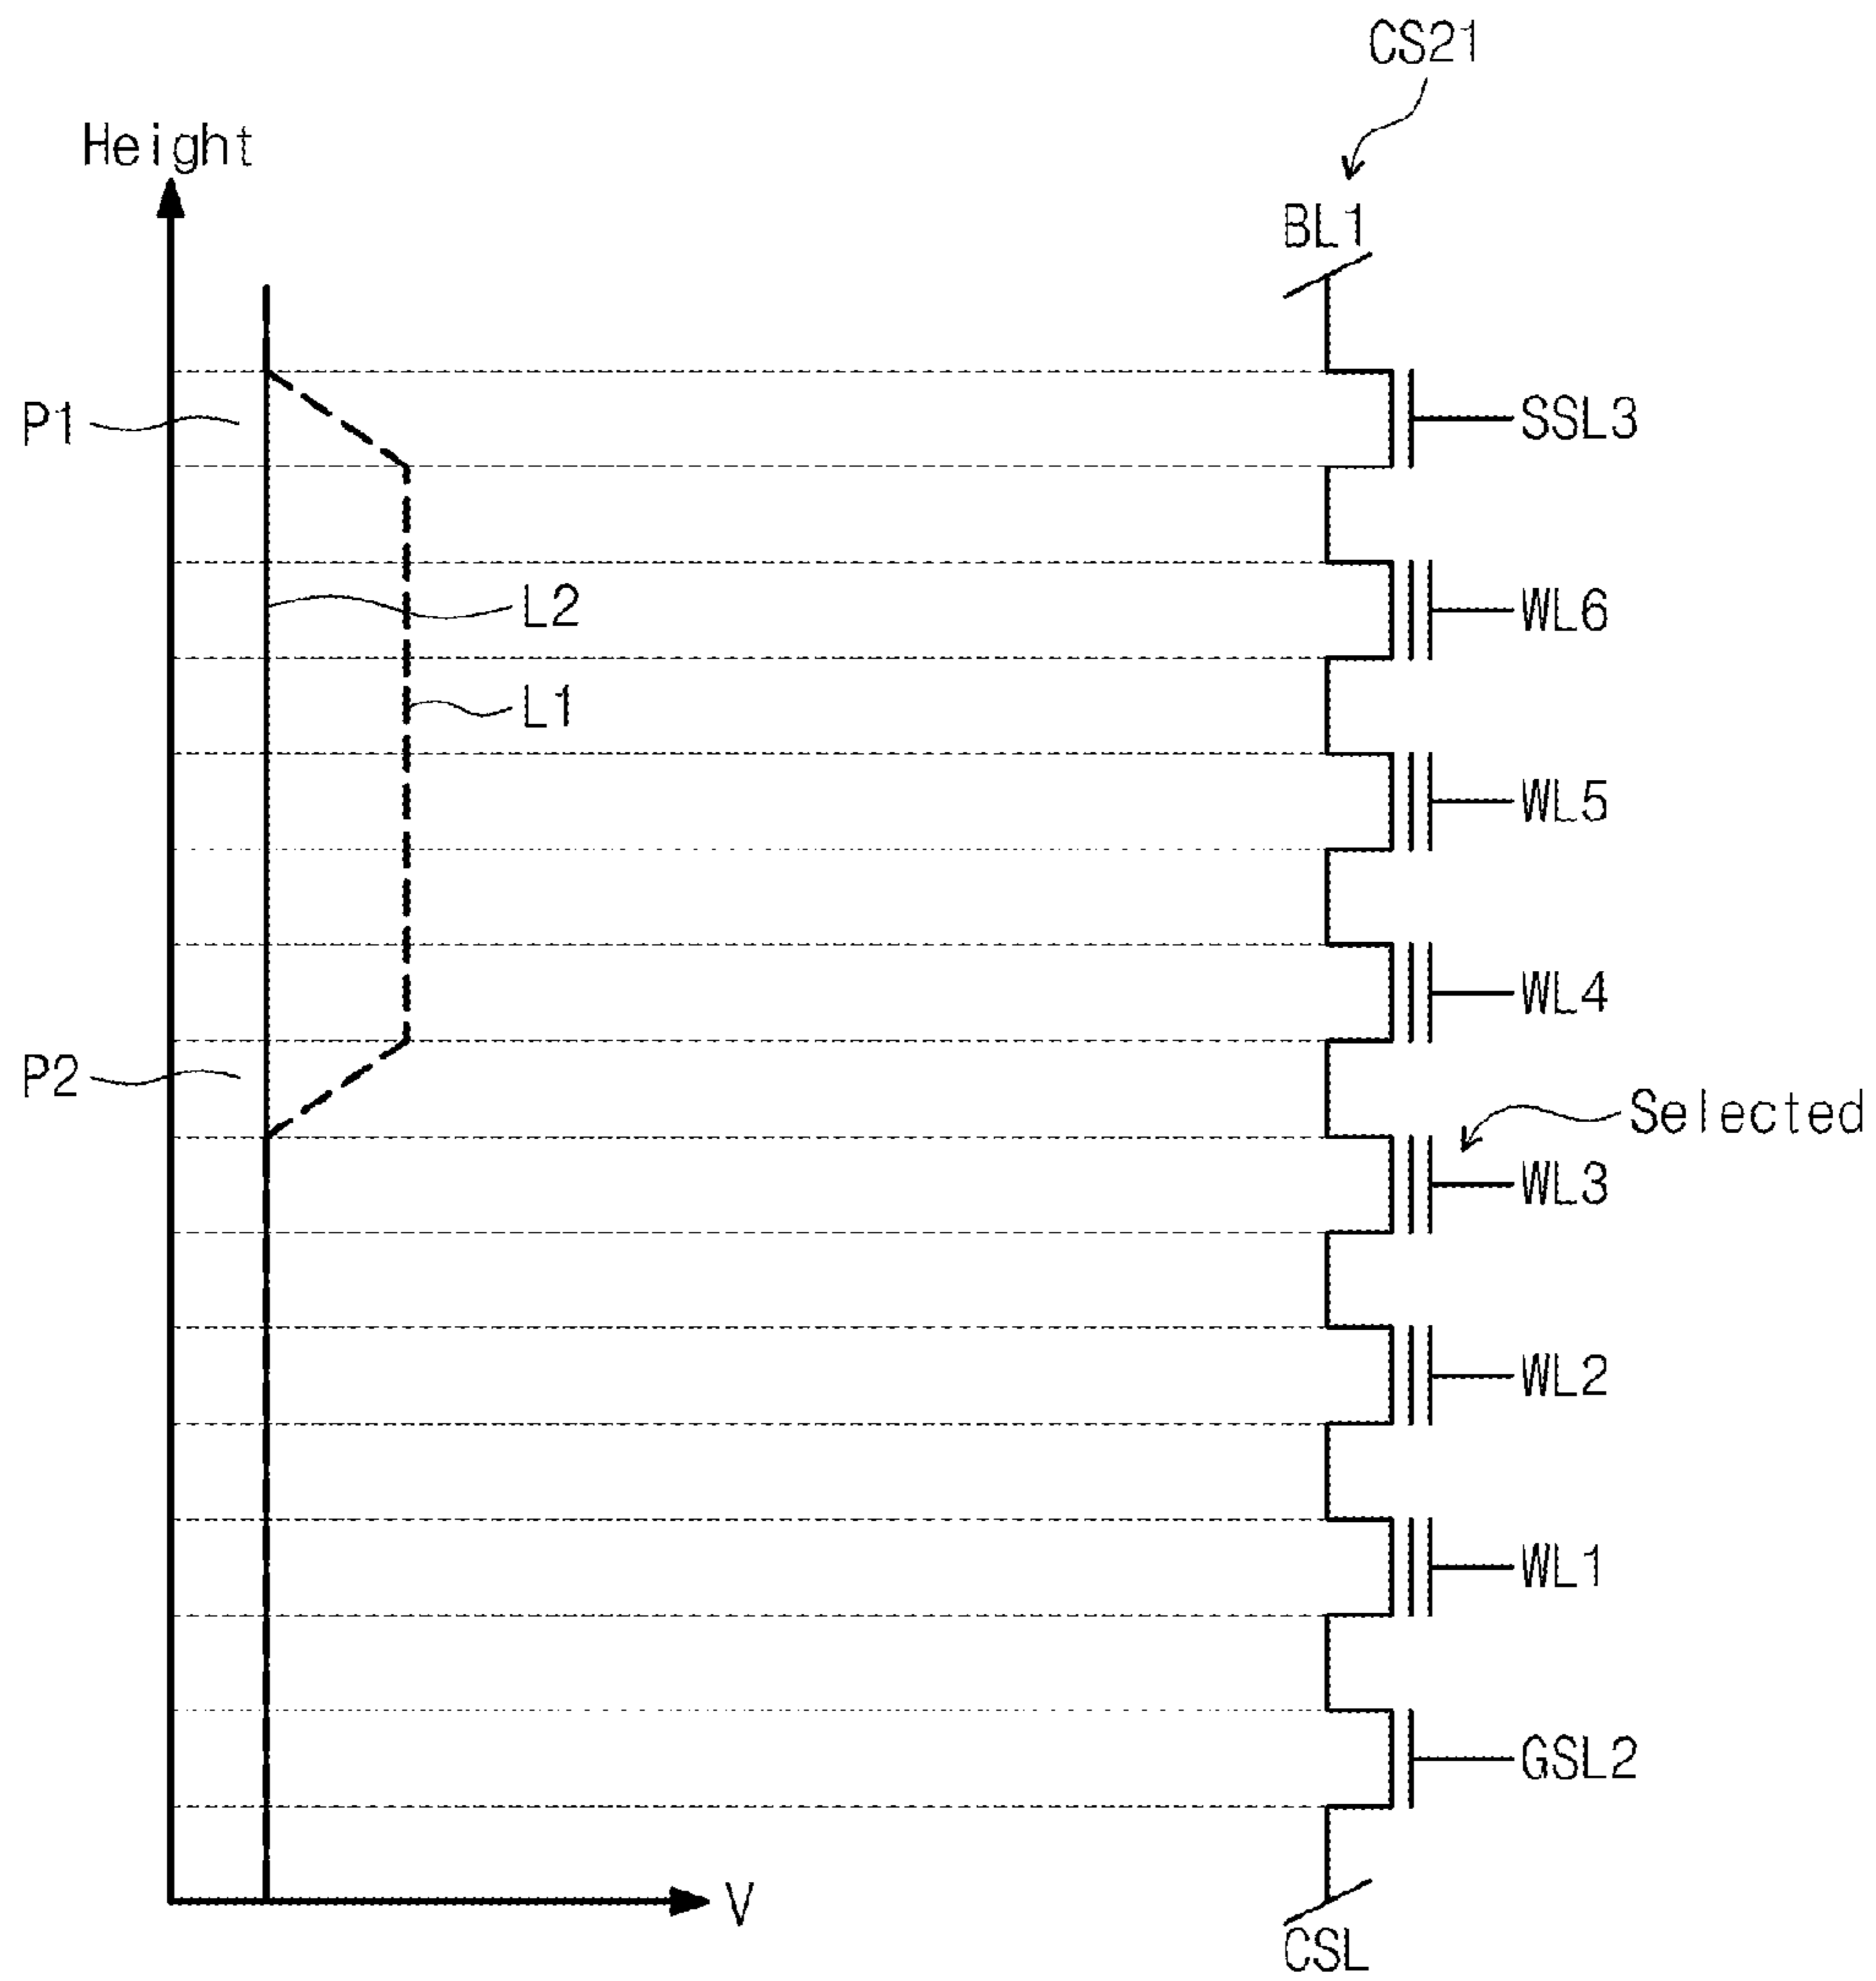 CS21
Height
BL1
P1
SSL3
L2
WL6
L1
WL5
WL4
P2
Selected
WL3
WL2
WL1
GSL2
V
CSL